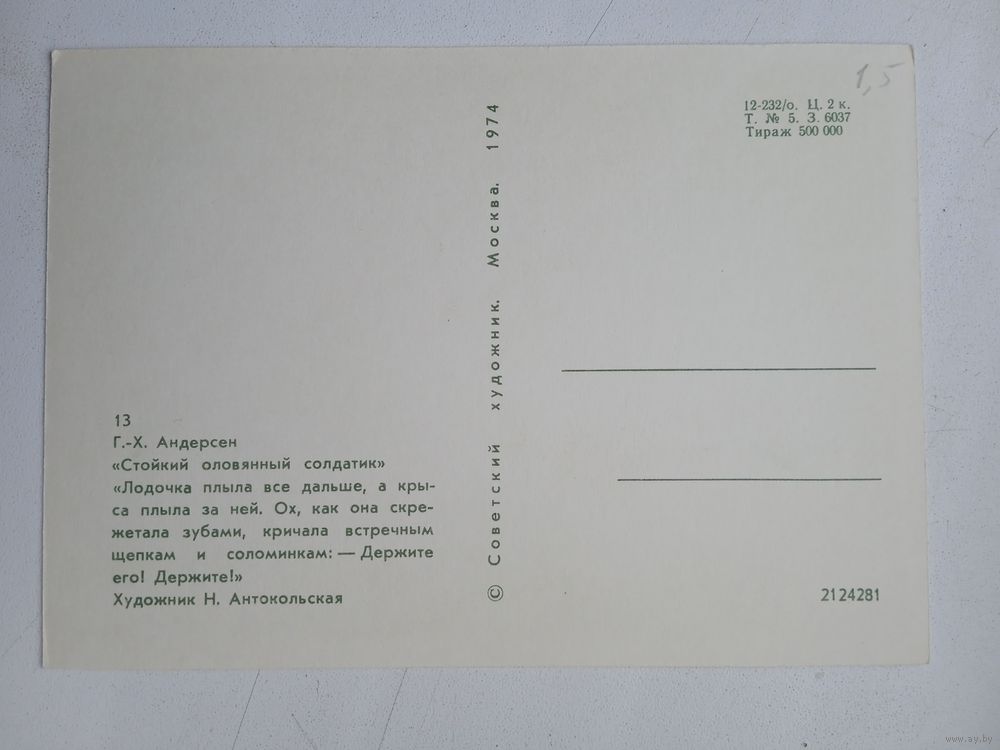 1,5
12-232/о. Ц. 2 к.
Т. № 5. З. 6037
Тираж 500 000
© Советский художник. Москва. 1974
13
Г.-Х. Андерсен
«Стойкий оловянный солдатик»
«Лодочка плыла все дальше, а кры-
са плыла за ней. Ох, как она скре-
жетала зубами, кричала встречным
щепкам и соломинкам: — Держите
его! Держите!»
Художник Н. Антокольская
2124281
www.ay.by